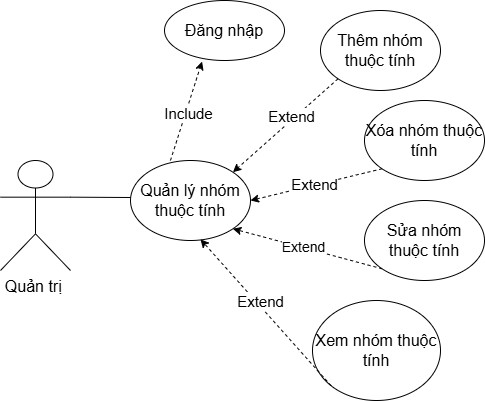 Đăng nhập
Thêm nhóm
thuộc tính
Include
Extend
Xóa nhóm thuộc
tính
Quản lý nhóm
thuộc tính
Extend
Sửa nhóm
thuộc tính
Extend
Quản trị
Extend
Xem nhóm thuộc
tính